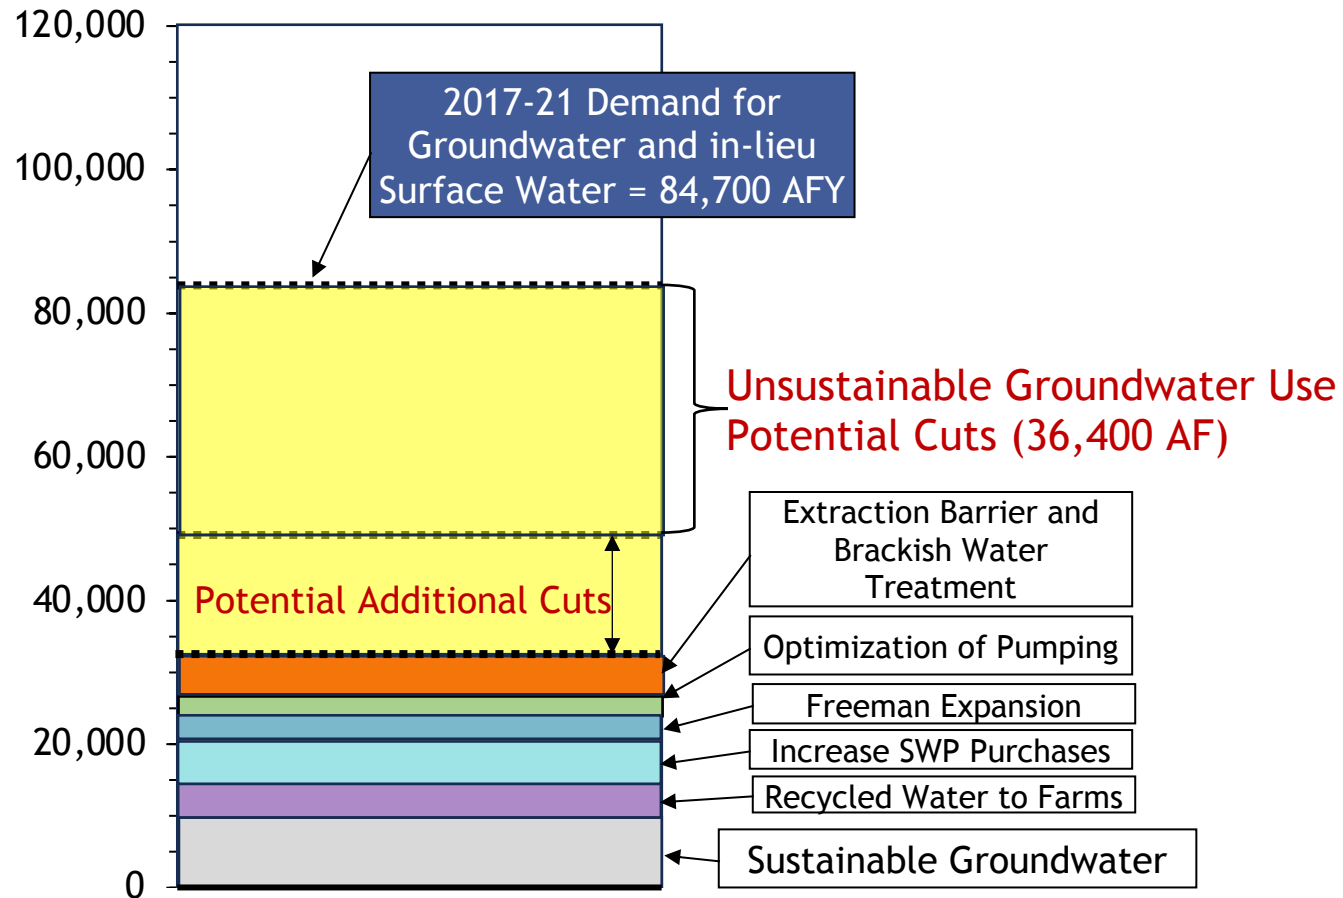 120,000
100,000
80,000
60,000
40,000
20,000
0
2017-21 Demand for
Groundwater and in-lieu
Surface Water = 84,700 AFY
Unsustainable Groundwater Use
Potential Cuts (36,400 AF)
Potential Additional Cuts
Extraction Barrier and
Brackish Water
Treatment
Optimization of Pumping
Freeman Expansion
Increase SWP Purchases
Recycled Water to Farms
Sustainable Groundwater